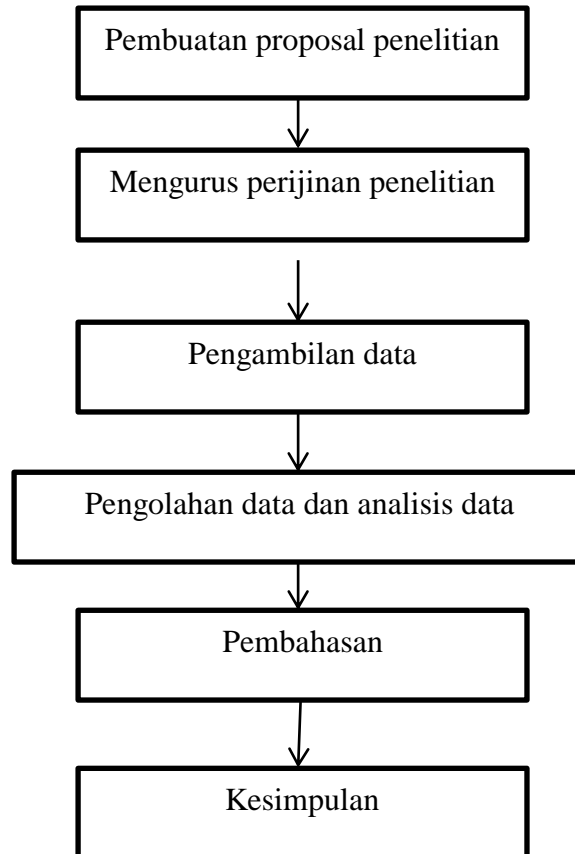 Pembuatan proposal penelitian
Mengurus perijinan penelitian
Pengambilan data
Pengolahan data dan analisis data
Pembahasan
Kesimpulan